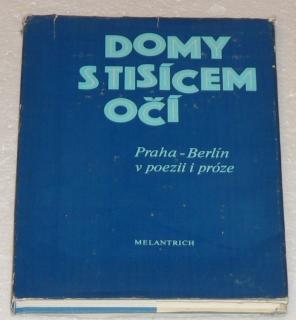 DOMY
S TISÍCEM
OČÍ
Praha - Berlín
v poezii i próze
MELANTRICH